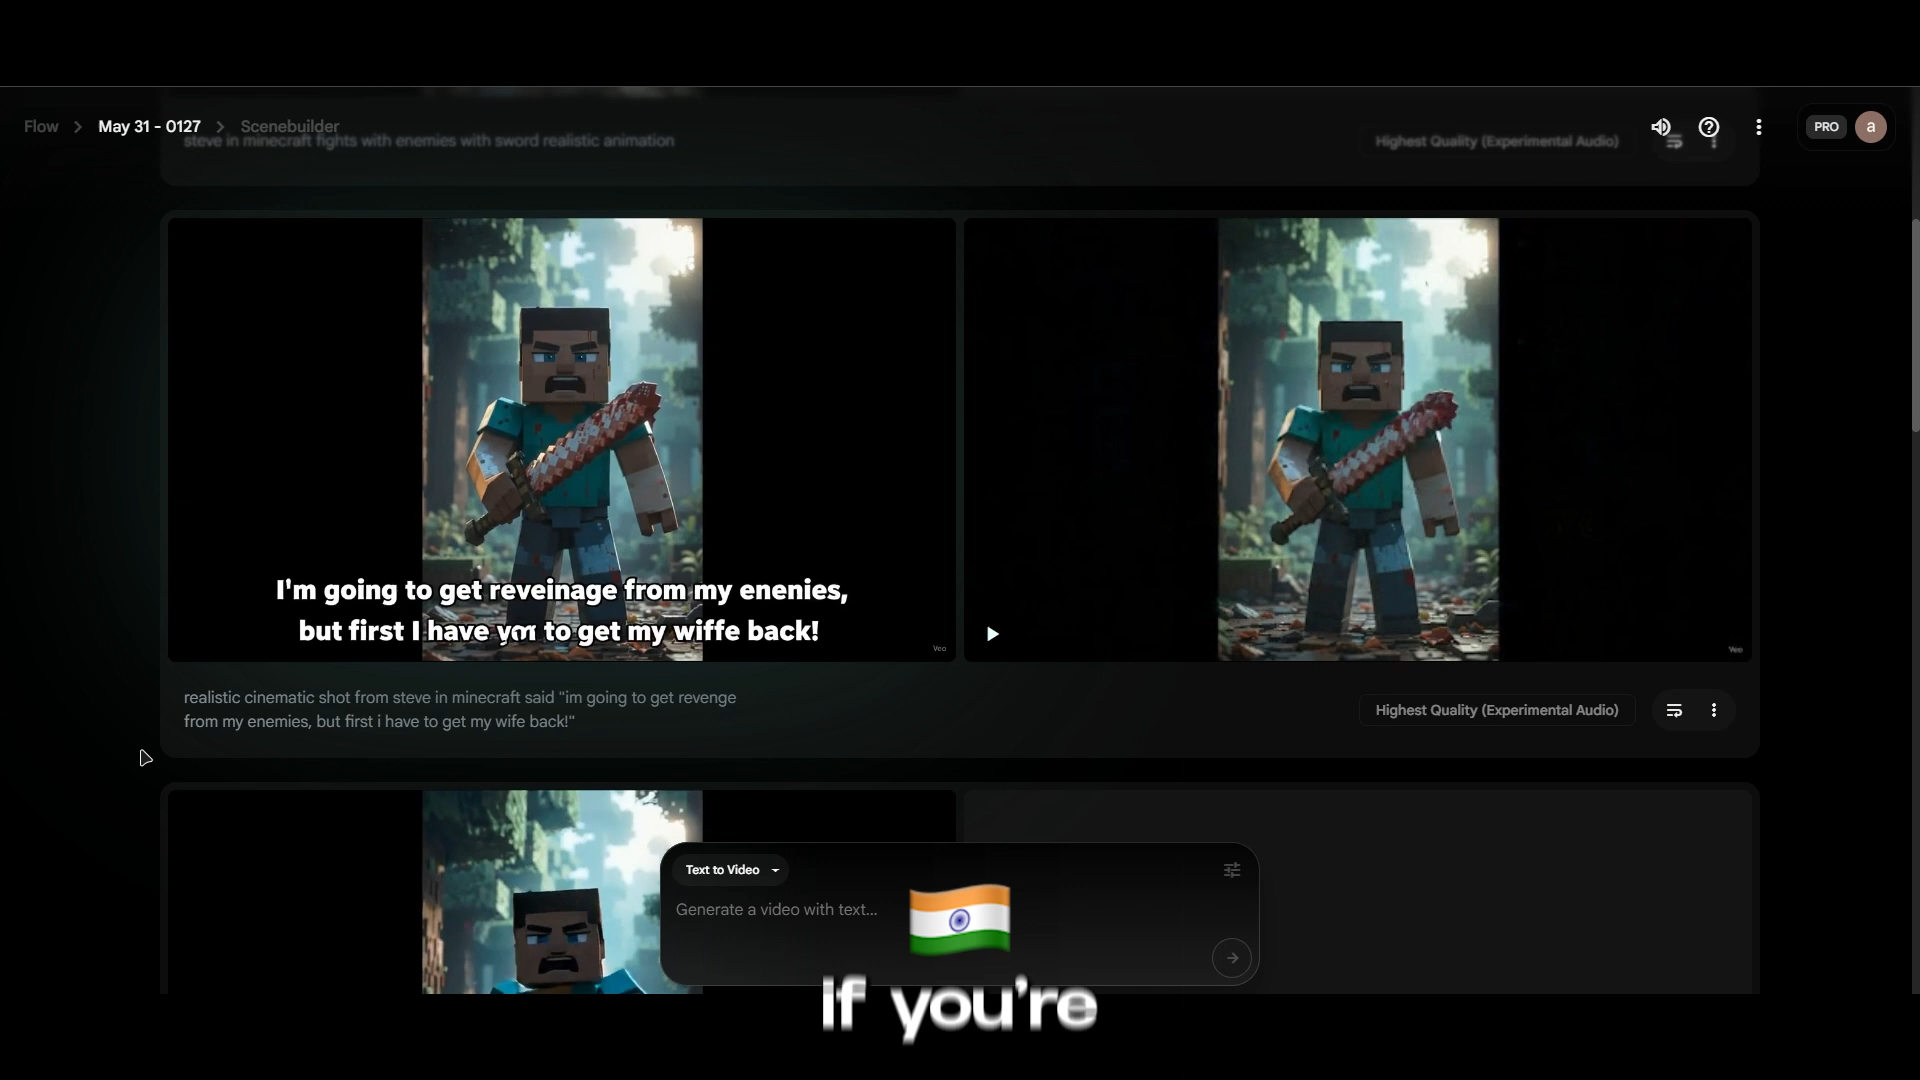 Flow
May 31 - 0127
Scenebuilder
PRO
a
steve in minecraft fights with enemies with sword realistic animation
Highest Quality (Experimental Audio)
I'm going to get reveinage from my enenies,
but first I have to get my wiffe back!
Veo
Veo
realistic cinematic shot from steve in minecraft said "im going to get revenge
from my enemies, but first i have to get my wife back!"
Highest Quality (Experimental Audio)
Text to Video
Generate a video with text...
If you're